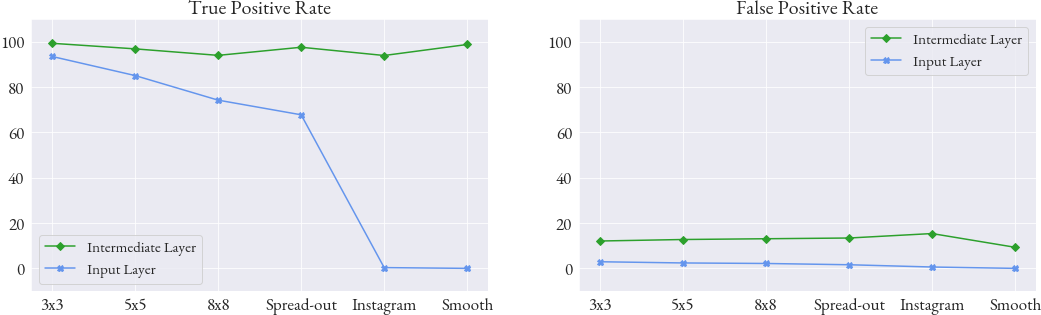 True Positive Rate
100
80
60
40
20
0
Intermediate Layer
Input Layer
3x3 5x5 8x8 Spread-out Instagram Smooth
False Positive Rate
100
80
60
40
20
0
Intermediate Layer
Input Layer
3x3 5x5 8x8 Spread-out Instagram Smooth